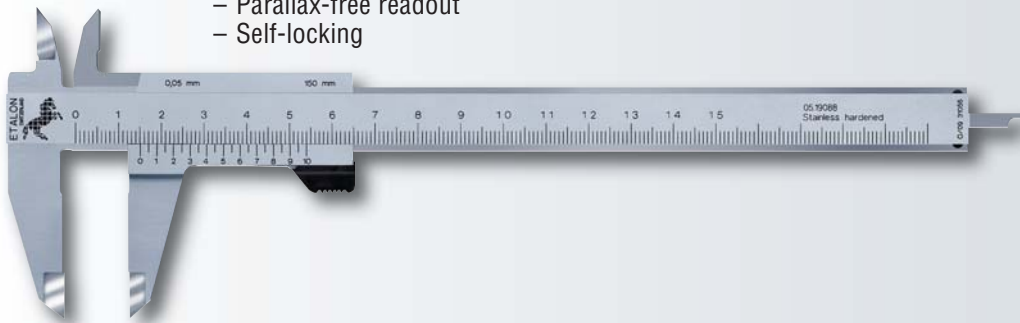 – Parallax-free readout
– Self-locking
0,05 mm 150 mm
ETALON
SWITZERLAND
0 1 2 3 4 5 6 7 8 9 10 11 12 13 14 15
05.19088
Stainless hardened
0 1 2 3 4 5 6 7 8 9 10